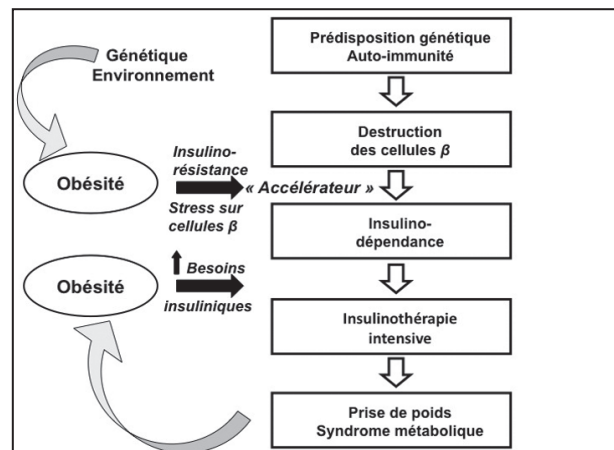 Génétique
Environnement
Prédisposition génétique
Auto-immunité
Destruction
des cellules β
Obésité
Insulino-
résistance
« Accélérateur »
Stress sur
cellules β
Insulino-
dépendance
Obésité
Besoins
insuliniques
Insulinothérapie
intensive
Prise de poids
Syndrome métabolique